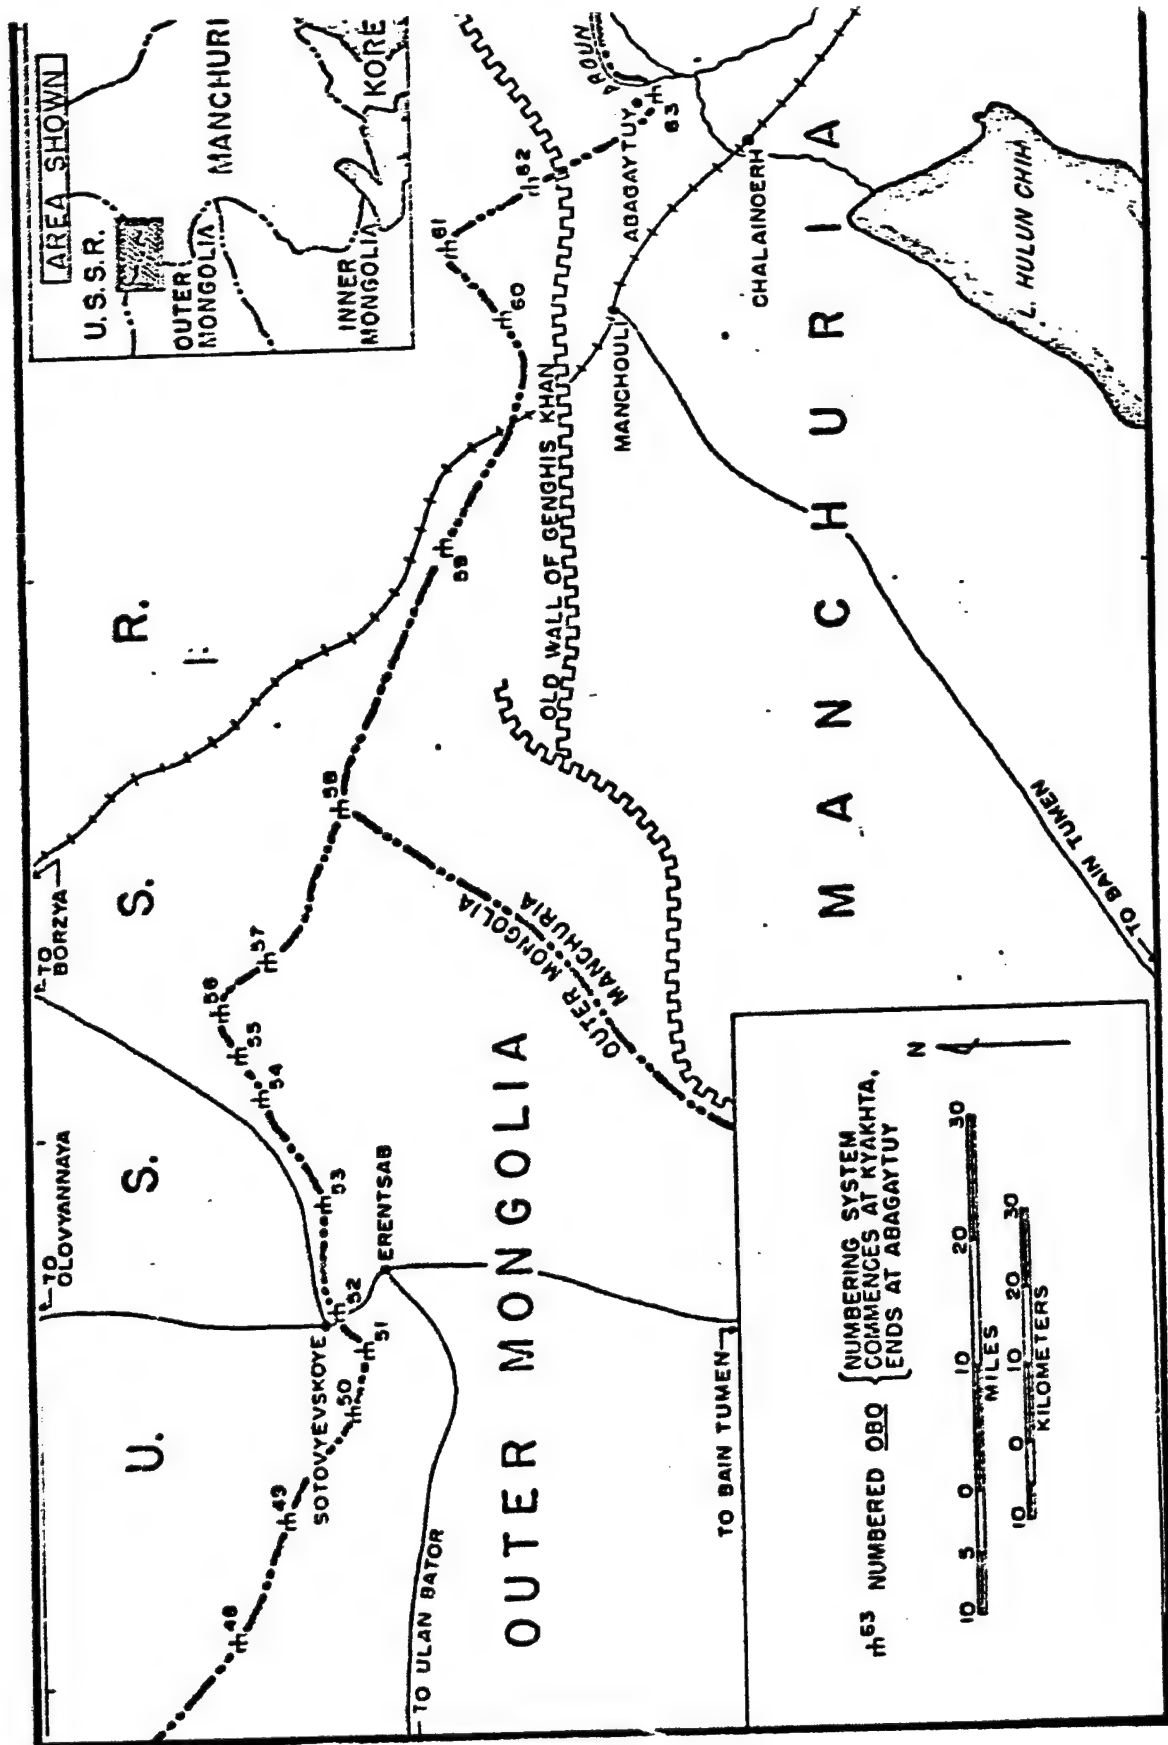 AREA SHOWN
U.S.S.R.
MANCHURI
OUTER
MONGOLIA
INNER
MONGOLIA
KORE
TO
OLOVYANNAYA
TO
BORZYA
U. S. S. R.
48
49
SOTOVYEVSKOYE
50
51
52
53
54
55
56
57
58
59
60
61
62
63
ERENTSAB
ABAGAYTUY
AROUN
OLD WALL OF GENGHIS KHAN
MANCHOULI
CHALAINOERH
L. HULUN CHIH
OUTER MONGOLIA
MANCHURIA
TO ULAN BATOR
OUTER MONGOLIA
MANCHURIA
TO BAIN TUMEN
TO BAIN TUMEN
63 NUMBERED OBO
NUMBERING SYSTEM
COMMENCES AT KYAKHTA,
ENDS AT ABAGAYTUY
N
10 5 0 10 20 30
MILES
10 0 10 20 30
KILOMETERS